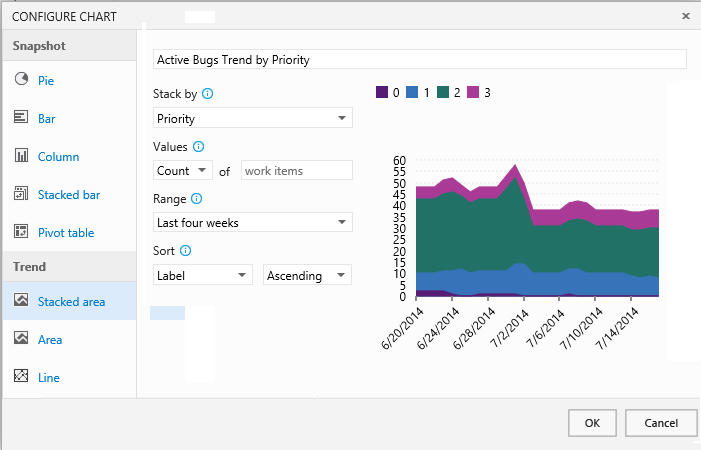 CONFIGURE CHART
Snapshot
Pie
Bar
Column
Stacked bar
Pivot table
Trend
Stacked area
Area
Line
Active Bugs Trend by Priority
Stack by
Priority
Values
Count of work items
Range
Last four weeks
Sort
Label Ascending
0 1 2 3
60
55
50
45
40
35
30
25
20
15
10
5
0
6/20/2014
6/24/2014
6/28/2014
7/2/2014
7/6/2014
7/10/2014
7/14/2014
OK Cancel